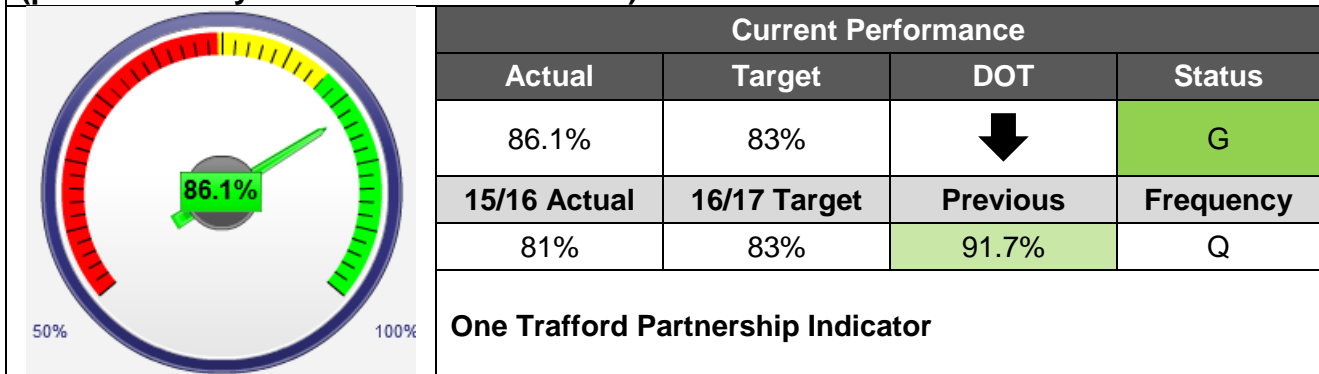 Current Performance
Actual Target DOT Status
86.1% 83% G
15/16 Actual 16/17 Target Previous Frequency
81% 83% 91.7% Q
One Trafford Partnership Indicator
86.1%
50% 100%